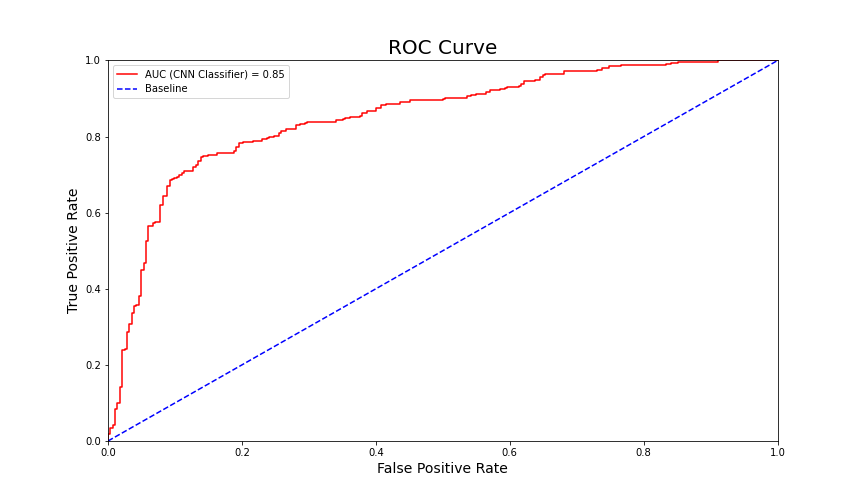 ROC Curve
AUC (CNN Classifier) = 0.85
Baseline
1.0
0.8
0.6
0.4
0.2
0.0
True Positive Rate
0.0 0.2 0.4 0.6 0.8 1.0
False Positive Rate